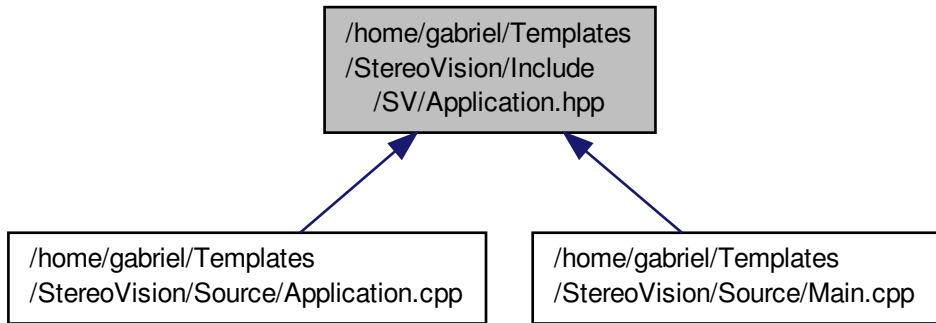 /home/gabriel/Templates
/StereoVision/Include
/SV/Application.hpp
/home/gabriel/Templates
/StereoVision/Source/Application.cpp
/home/gabriel/Templates
/StereoVision/Source/Main.cpp